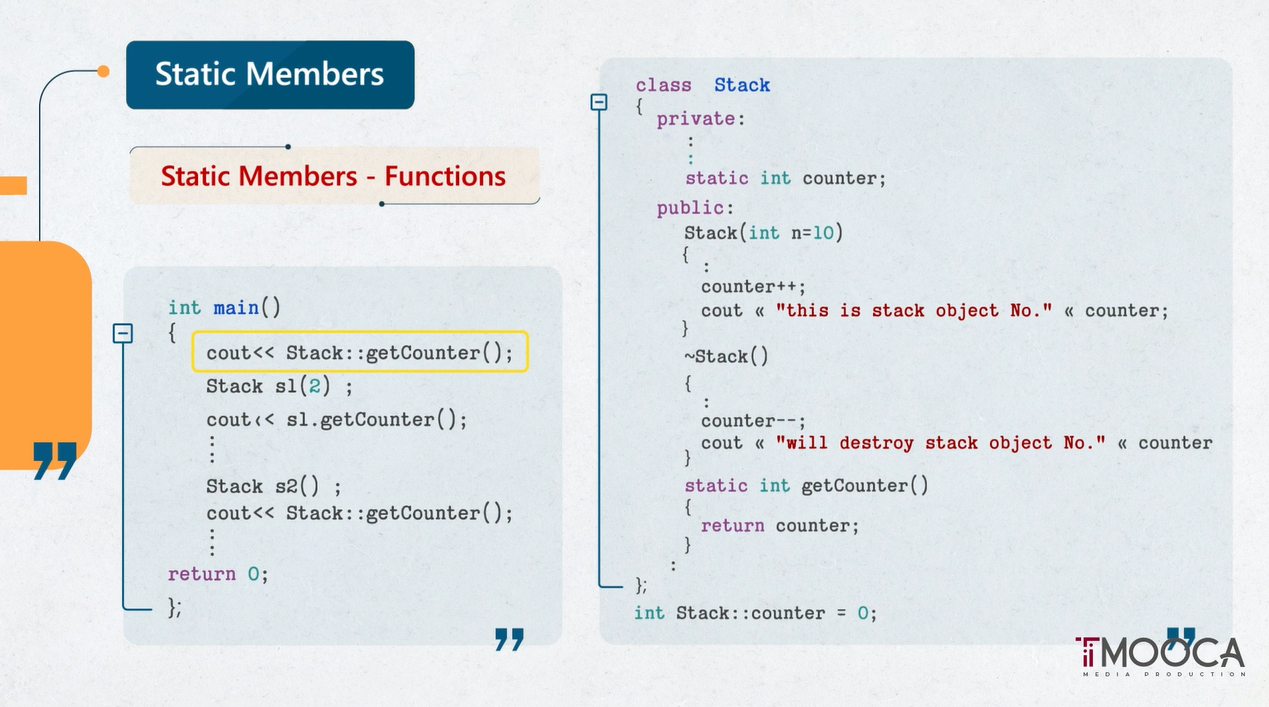 Static Members
Static Members - Functions
int main()
{
cout<< Stack::getCounter();
Stack s1(2) ;
cout‹< s1.getCounter();
:
:
Stack s2() ;
cout<< Stack::getCounter();
:
:
return 0;
};
class Stack
{
private:
:
:
static int counter;
public:
Stack(int n=10)
{
:
counter++;
cout « "this is stack object No." « counter;
}
~Stack()
{
:
counter--;
cout « "will destroy stack object No." « counter
}
static int getCounter()
{
return counter;
}
:
};
int Stack::counter = 0;
TiMOOCA
MEDIA PRODUCTION